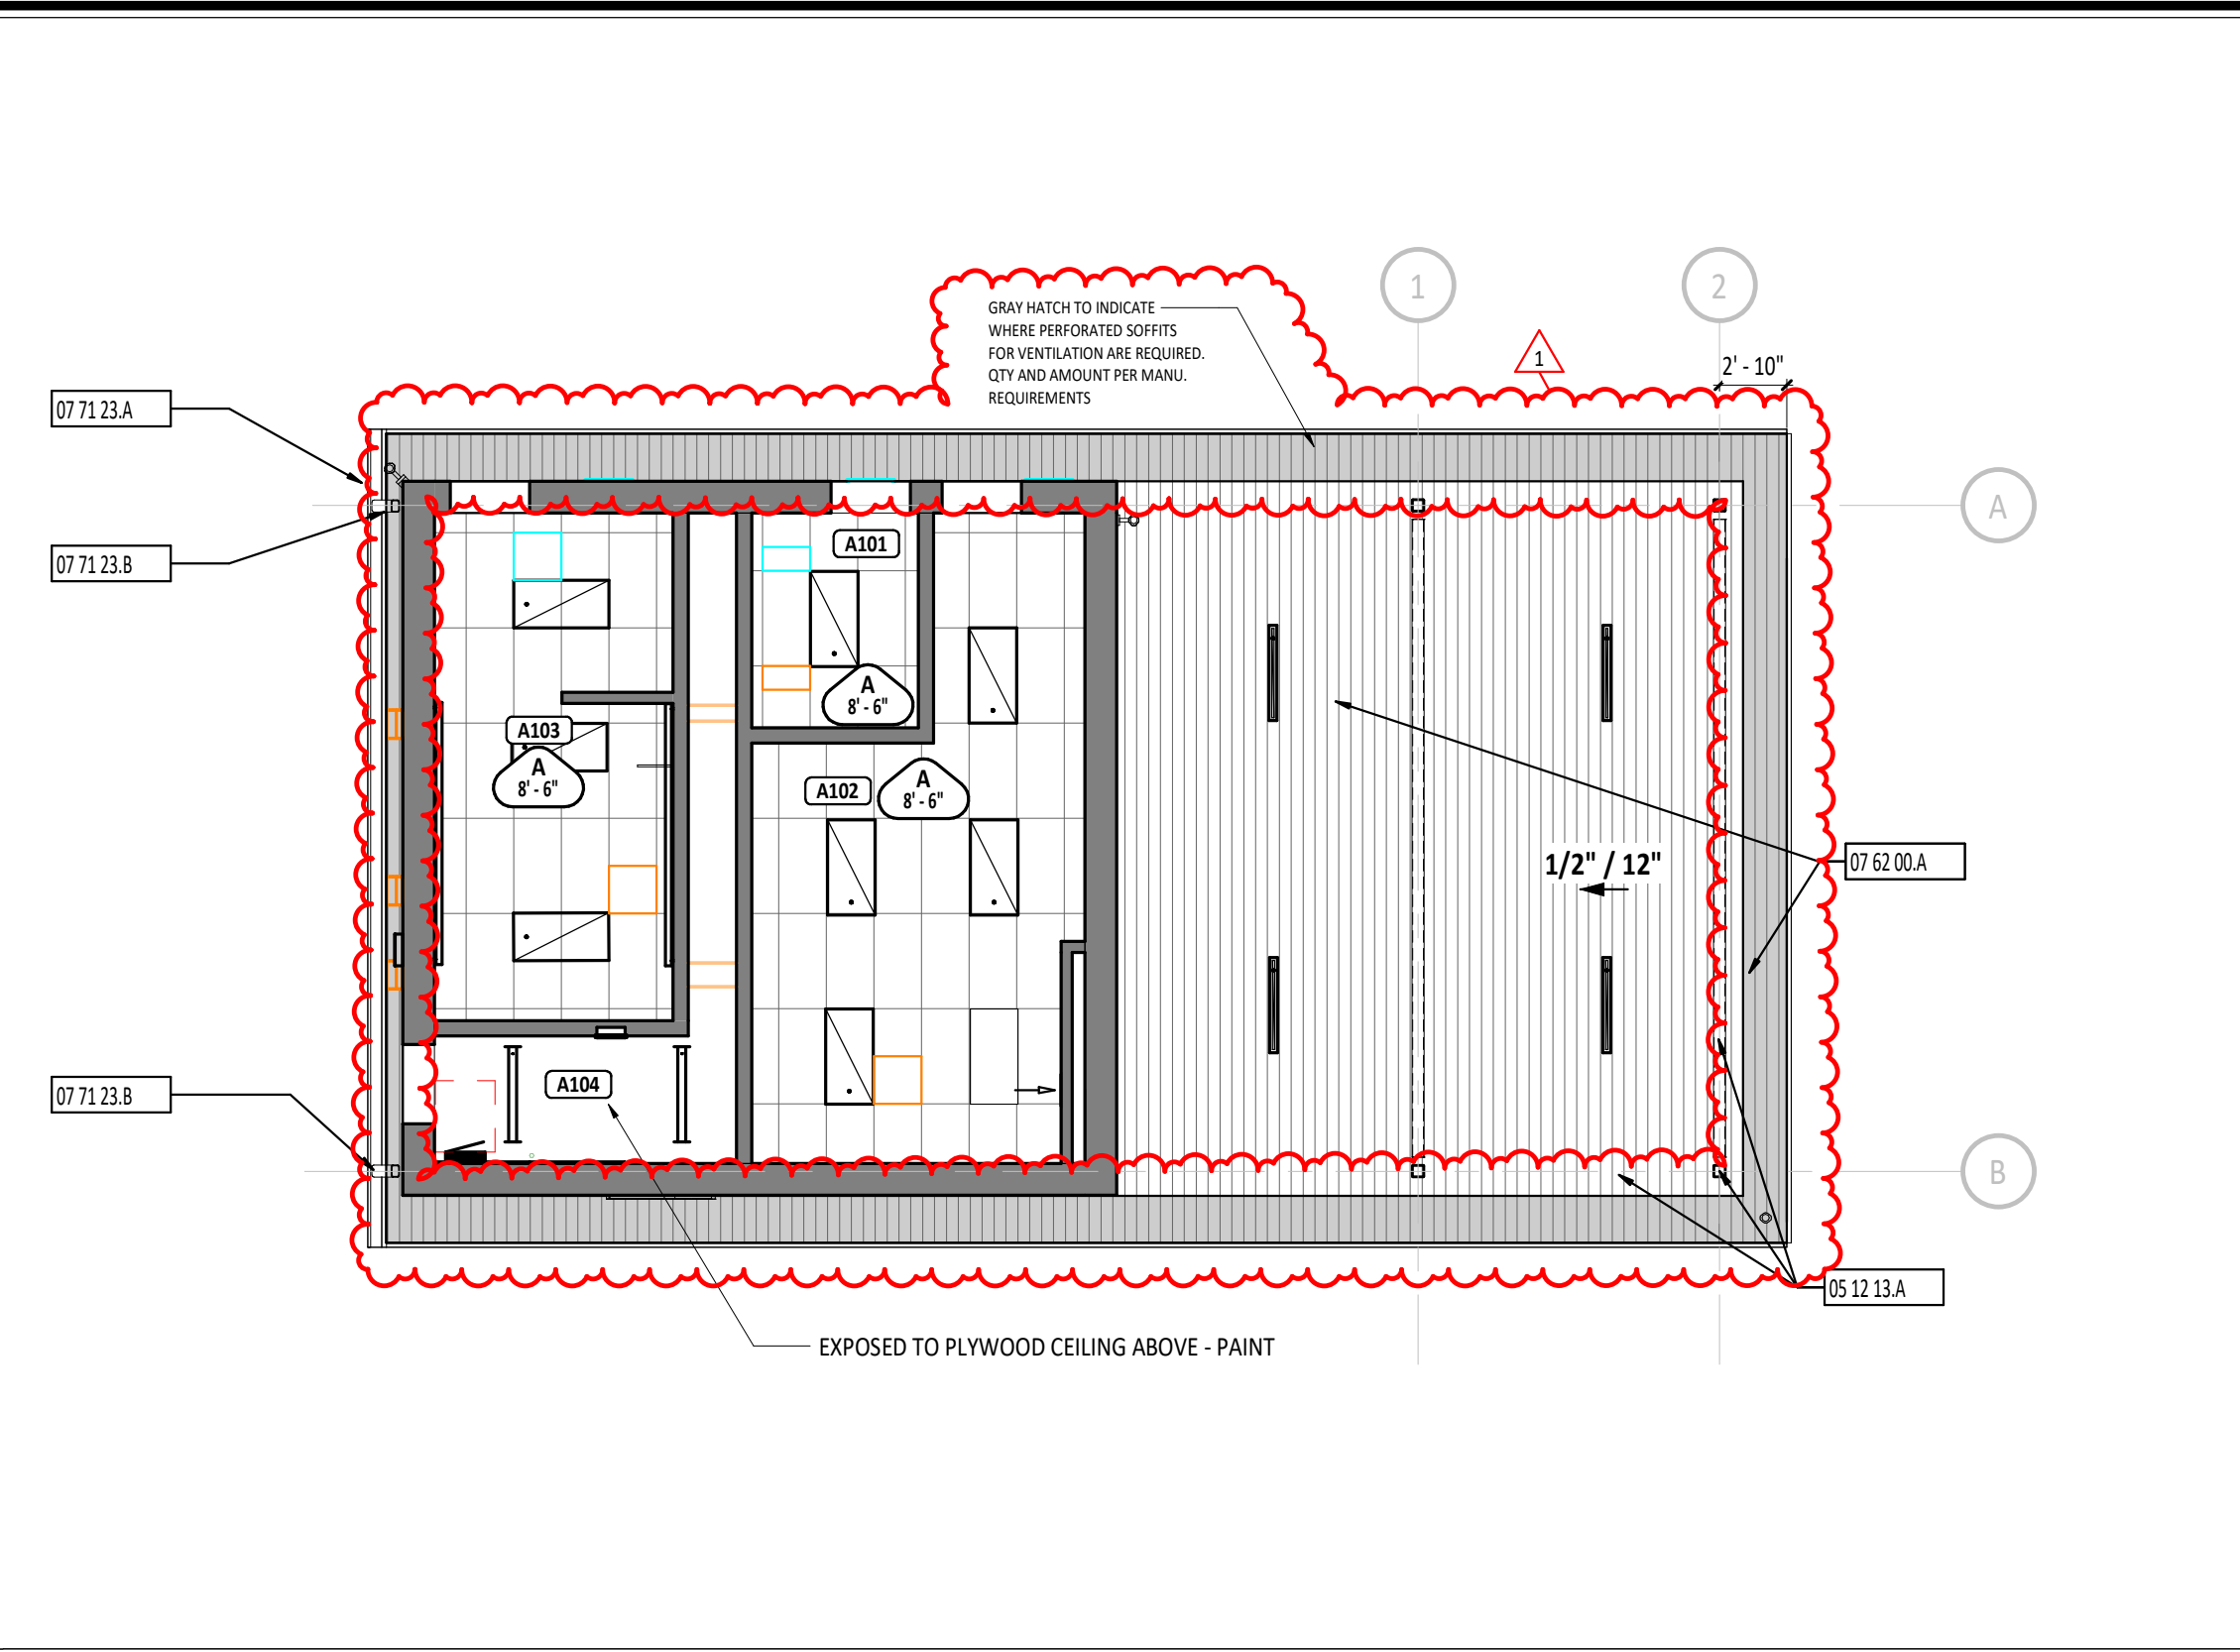 GRAY HATCH TO INDICATE
WHERE PERFORATED SOFFITS
FOR VENTILATION ARE REQUIRED.
QTY AND AMOUNT PER MANU.
REQUIREMENTS
1
2
1
2' - 10"
07 71 23.A
A
07 71 23.B
A101
A
8' - 6"
A103
A
8' - 6"
A102
A
8' - 6"
1/2" / 12"
07 62 00.A
A104
07 71 23.B
B
05 12 13.A
EXPOSED TO PLYWOOD CEILING ABOVE - PAINT